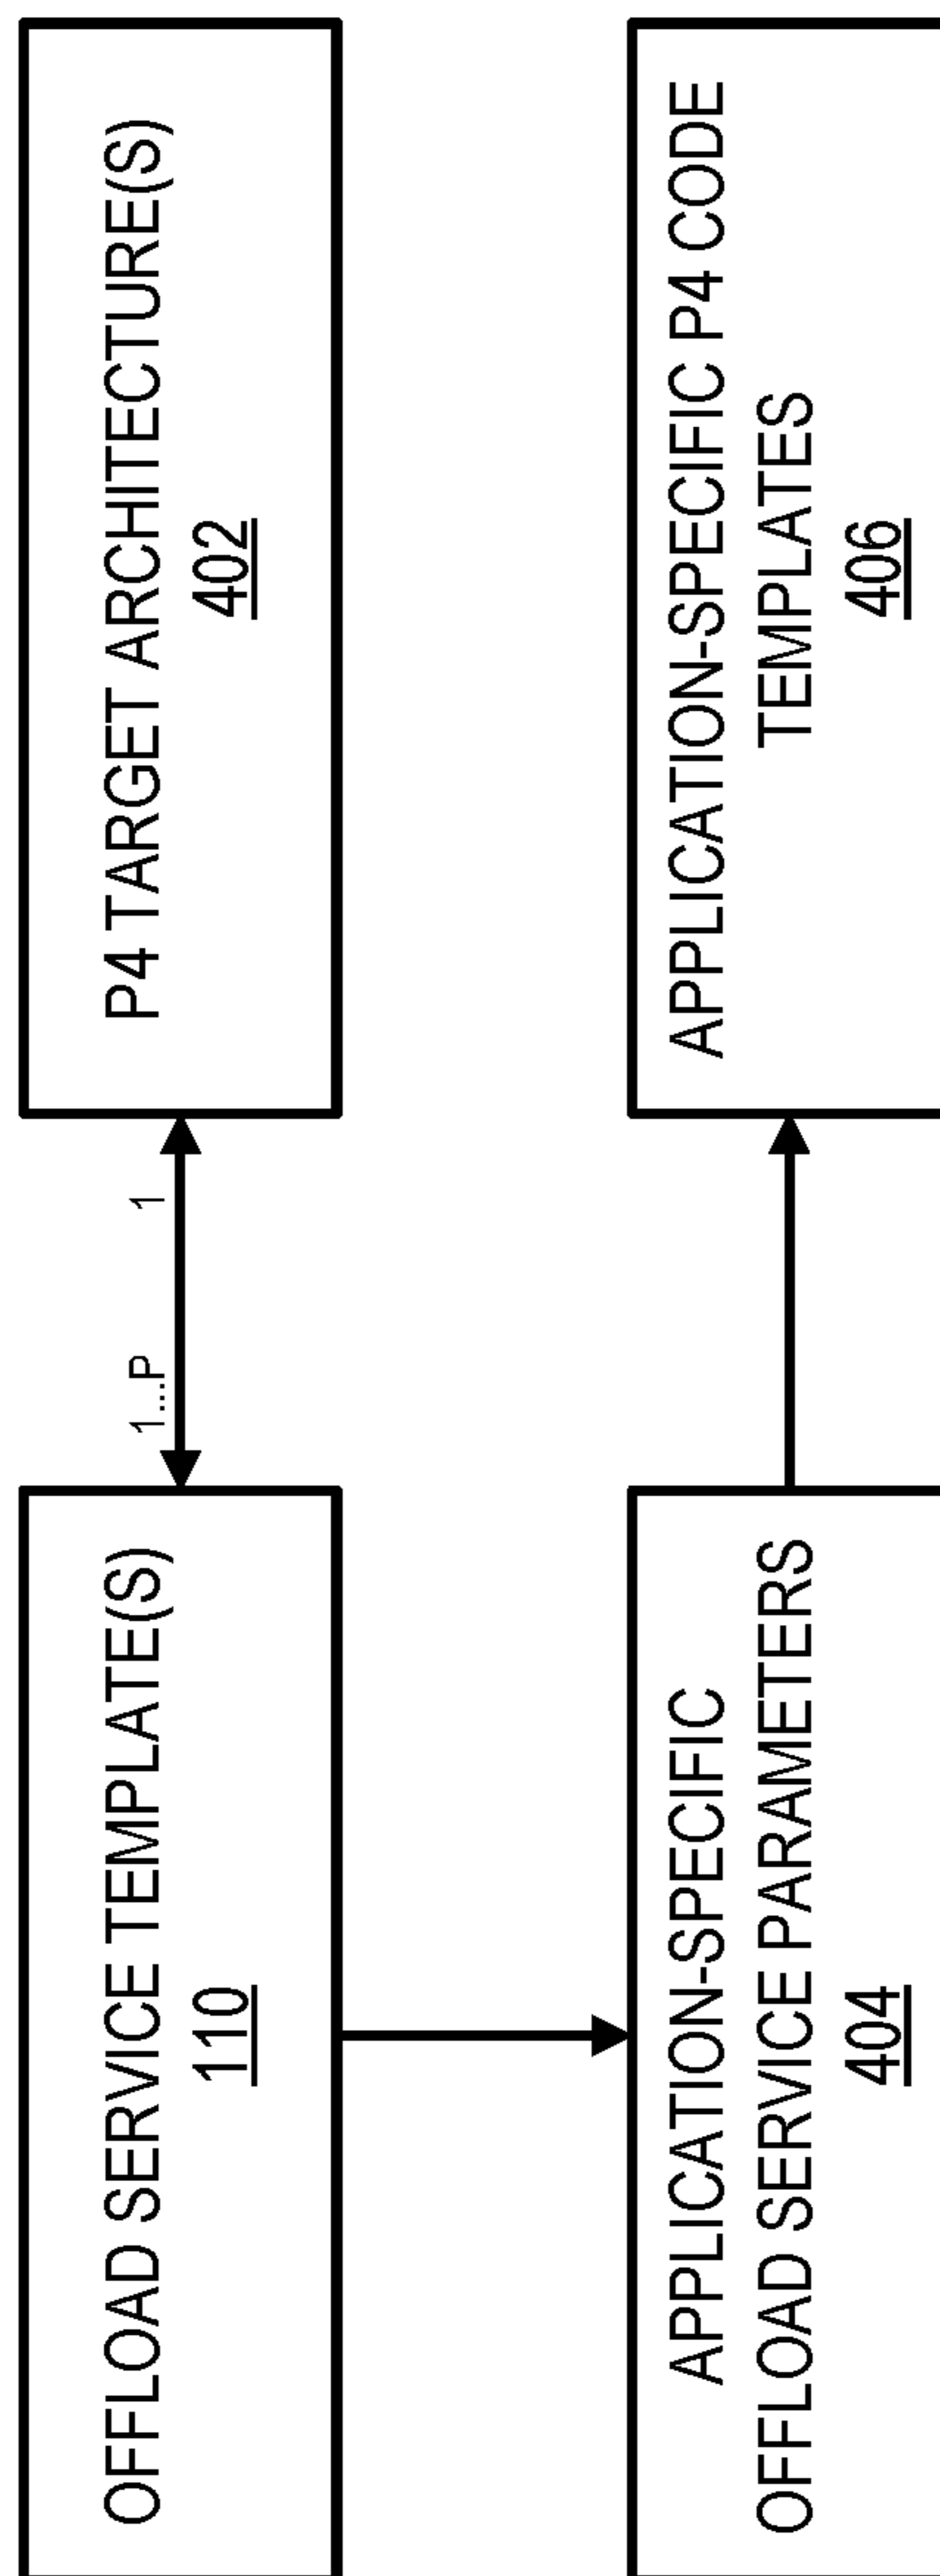 OFFLOAD SERVICE TEMPLATE(S)
110
1...P
1
P4 TARGET ARCHITECTURE(S)
402
APPLICATION-SPECIFIC
OFFLOAD SERVICE PARAMETERS
404
APPLICATION-SPECIFIC P4 CODE
TEMPLATES
406